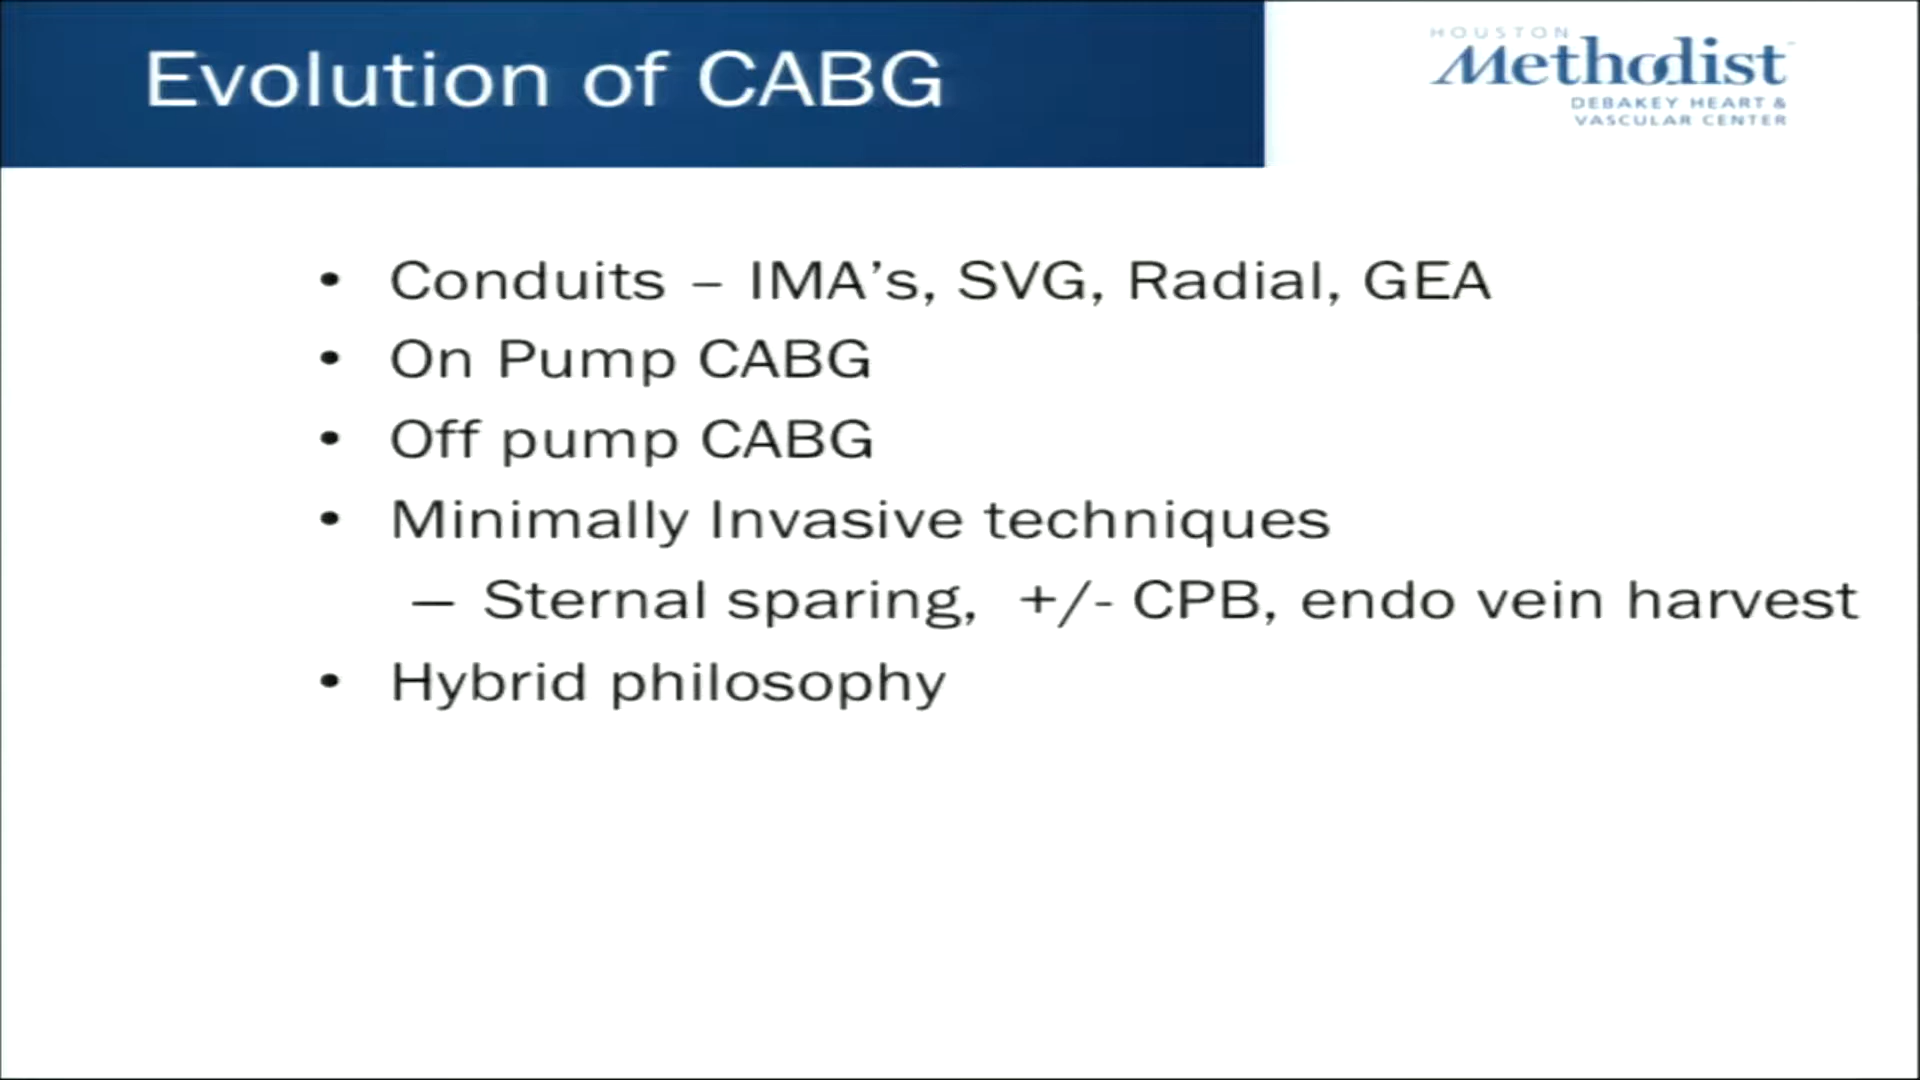 Evolution of CABG
HOUSTON
Methodist
DEBAKEY HEART &
VASCULAR CENTER
• Conduits – IMA’s, SVG, Radial, GEA
• On Pump CABG
• Off pump CABG
• Minimally Invasive techniques
– Sternal sparing, +/- CPB, endo vein harvest
• Hybrid philosophy